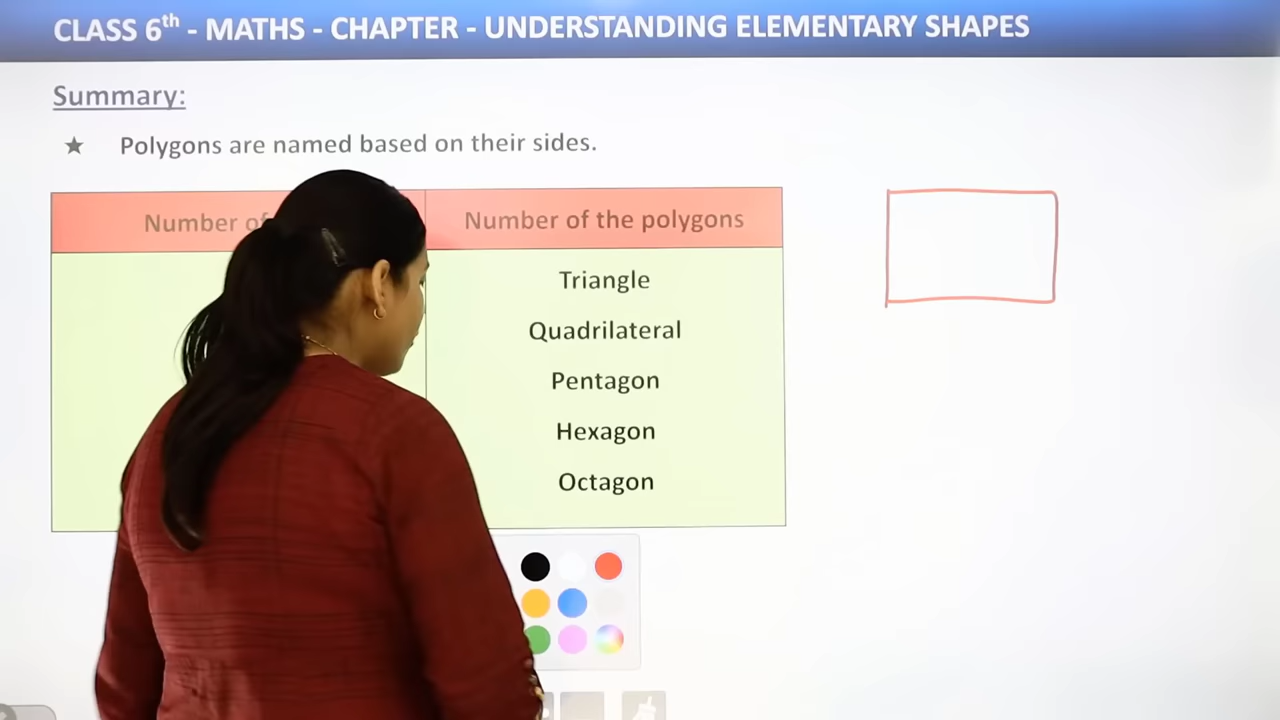 CLASS 6th - MATHS - CHAPTER - UNDERSTANDING ELEMENTARY SHAPES
Summary:
★ Polygons are named based on their sides.
Number of Number of the polygons
Triangle
Quadrilateral
Pentagon
Hexagon
Octagon